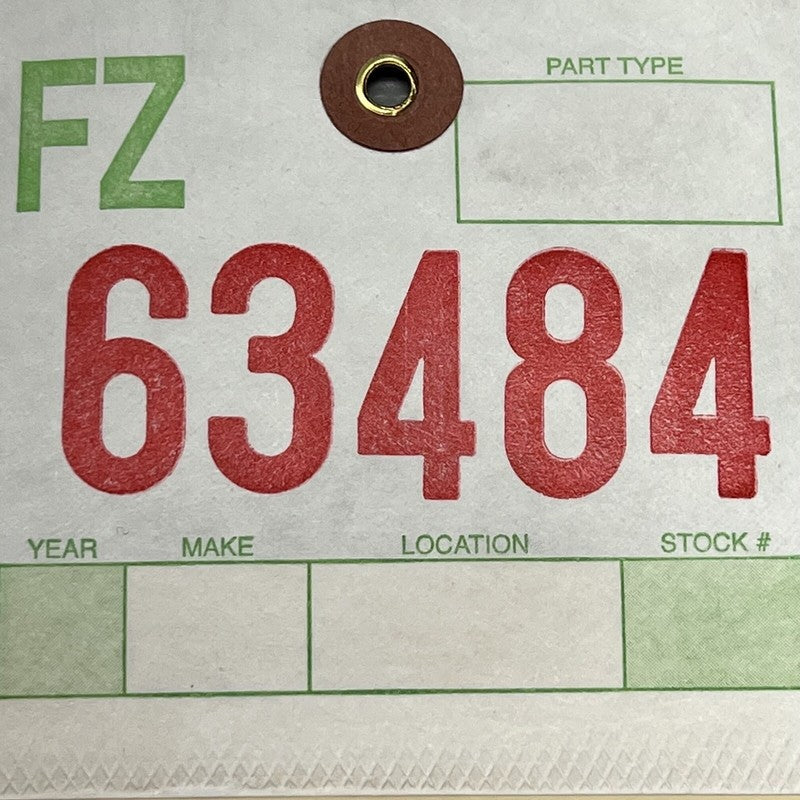 FZ
PART TYPE
63484
YEAR MAKE LOCATION STOCK #